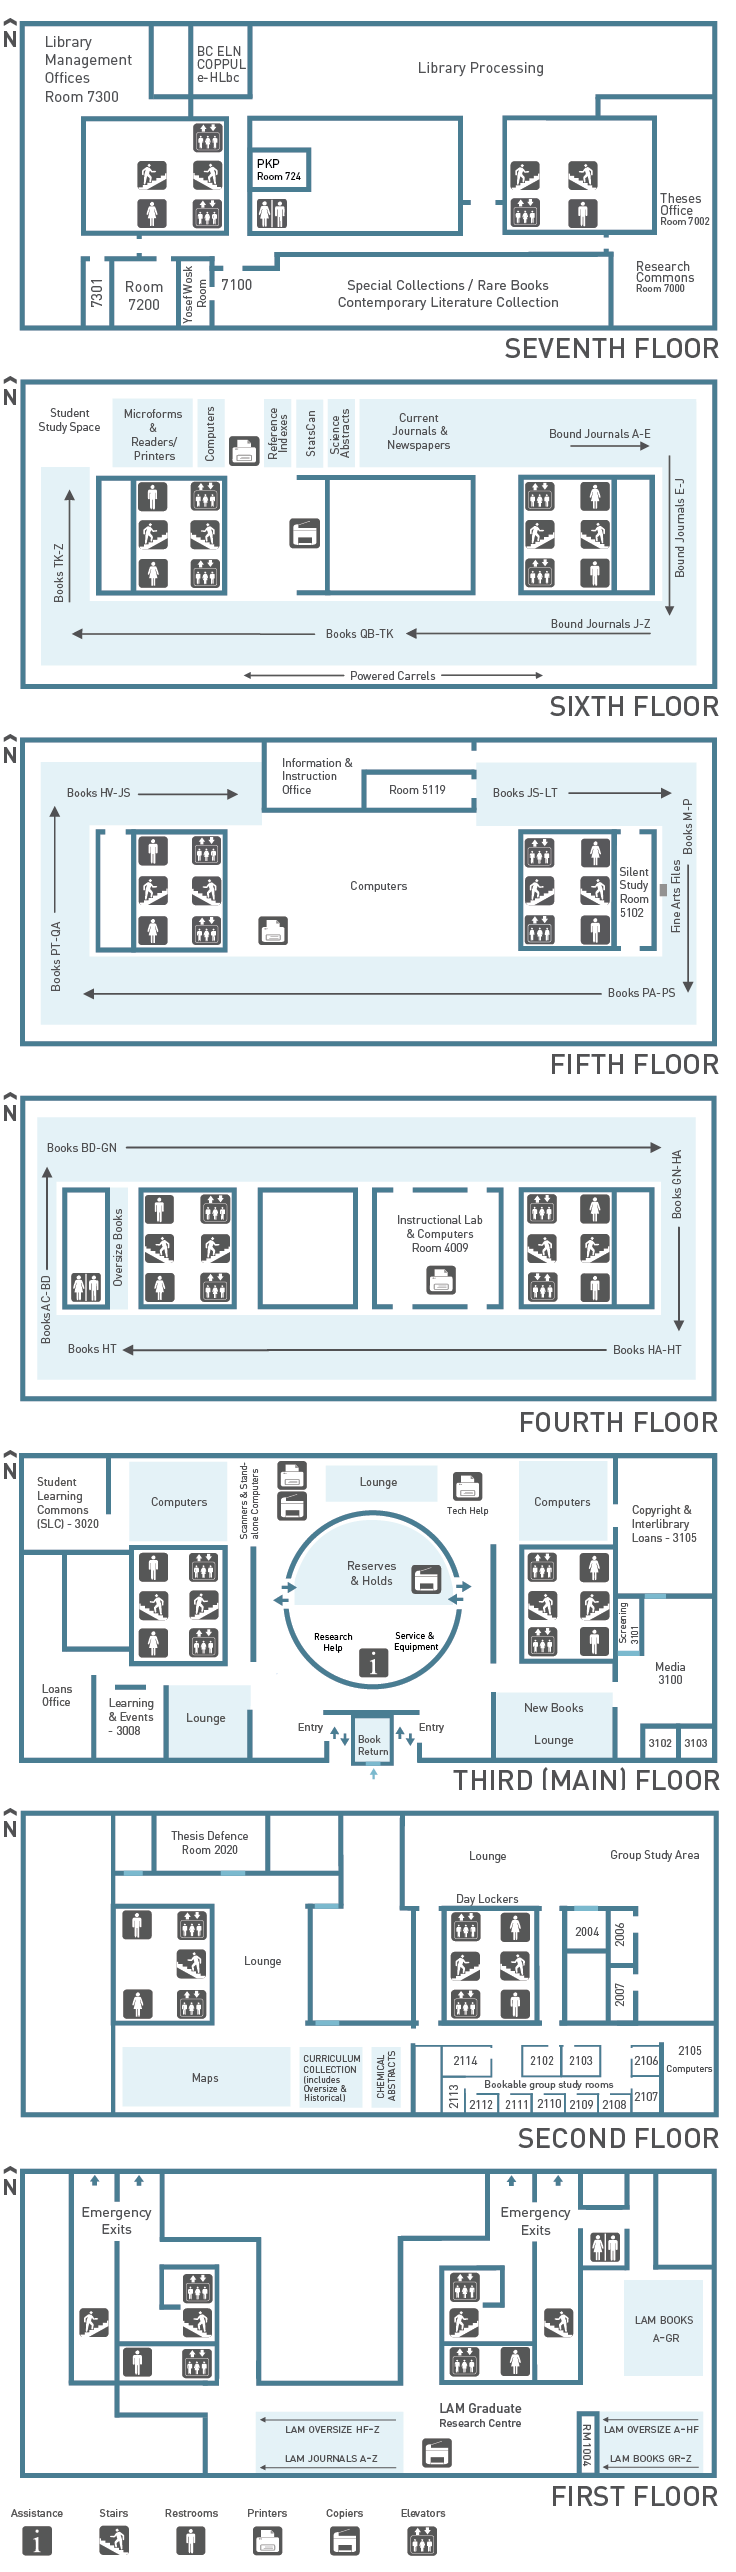 N
Library
Management
Offices
Room 7300
BC ELN
COPPUL
e-HLbc
Library Processing
PKP
Room 724
Theses
Office
Room 7002
Research
Commons
Room 7000
7301
Room
7200
Yosef Wosk
Room
7100
Special Collections / Rare Books
Contemporary Literature Collection
SEVENTH FLOOR
N
Student
Study Space
Microforms
&
Readers/
Printers
Computers
Reference
Indexes
StatsCan
Science
Abstracts
Current
Journals &
Newspapers
Bound Journals A-E
Bound Journals E-J
Books TK-Z
Bound Journals J-Z
Books QB-TK
Powered Carrels
SIXTH FLOOR
N
Books HV-JS
Information &
Instruction
Office
Room 5119
Books JS-LT
Books M-P
Computers
Silent
Study
Room
5102
Fine Arts Files
Books PT-QA
Books PA-PS
FIFTH FLOOR
N
Books BD-GN
Books GN-HA
Oversize Books
Instructional Lab
& Computers
Room 4009
Books AC-BD
Books HT
Books HA-HT
FOURTH FLOOR
N
Student
Learning
Commons
(SLC) - 3020
Computers
Scanners & Stand-
alone Computers
Lounge
Tech Help
Computers
Copyright &
Interlibrary
Loans - 3105
Reserves
& Holds
Research
Help
Service &
Equipment
i
Screening
3101
Media
3100
Loans
Office
Learning
& Events
- 3008
Lounge
Entry
Book
Return
Entry
New Books
Lounge
3102
3103
THIRD (MAIN) FLOOR
N
Thesis Defence
Room 2020
Lounge
Group Study Area
Day Lockers
Lounge
2004
2006
2007
Maps
CURRICULUM
COLLECTION
(includes
Oversize &
Historical)
CHEMICAL
ABSTRACTS
2114
2102
2103
2106
2105
Computers
Bookable group study rooms
2113
2112
2111
2110
2109
2108
2107
SECOND FLOOR
N
Emergency
Exits
Emergency
Exits
LAM BOOKS
A-GR
LAM Graduate
Research Centre
LAM OVERSIZE HF-Z
LAM JOURNALS A-Z
RM 1004
LAM OVERSIZE A-HF
LAM BOOKS GR-Z
FIRST FLOOR
Assistance
Stairs
Restrooms
Printers
Copiers
Elevators
i